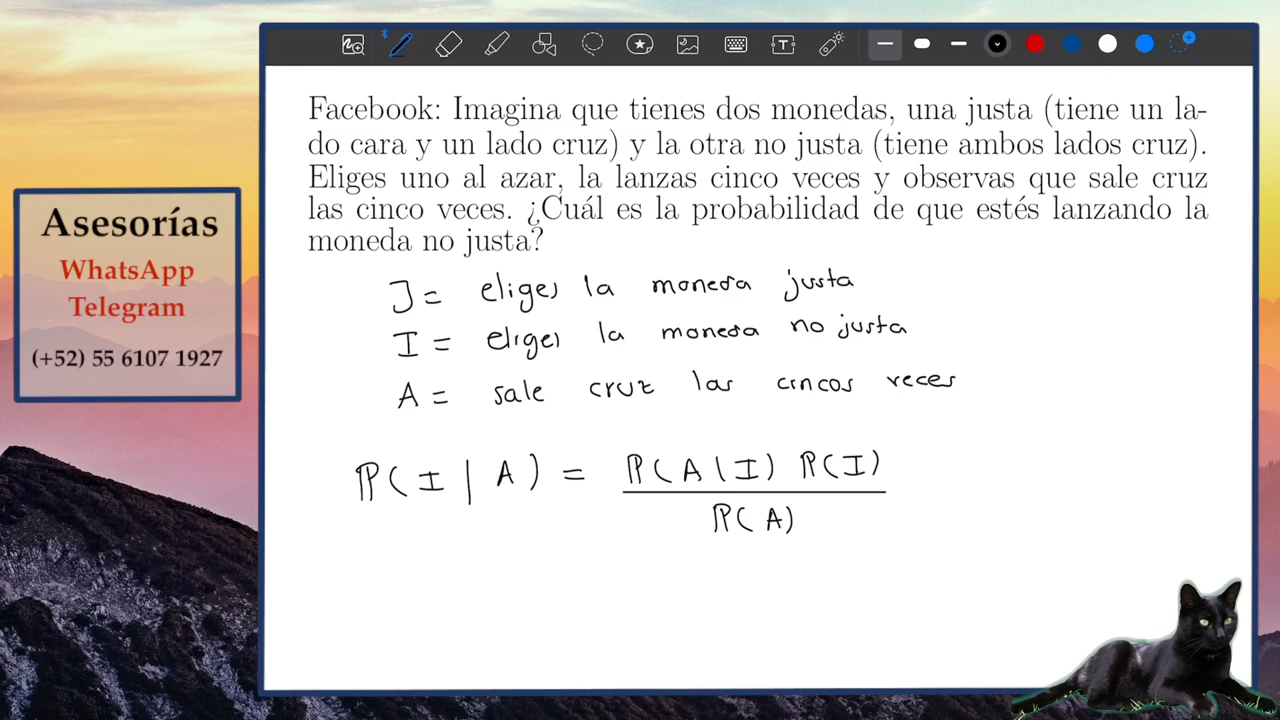 Asesorías
WhatsApp
Telegram
(+52) 55 6107 1927
Facebook: Imagina que tienes dos monedas, una justa (tiene un la-
do cara y un lado cruz) y la otra no justa (tiene ambos lados cruz).
Eliges uno al azar, la lanzas cinco veces y observas que sale cruz
las cinco veces. ¿Cuál es la probabilidad de que estés lanzando la
moneda no justa?
J = eliges la moneda justa
I = eliges la moneda no justa
A = sale cruz las cincos veces
ℙ(I | A) = ℙ(A | I) ℙ(I)
ℙ(A)